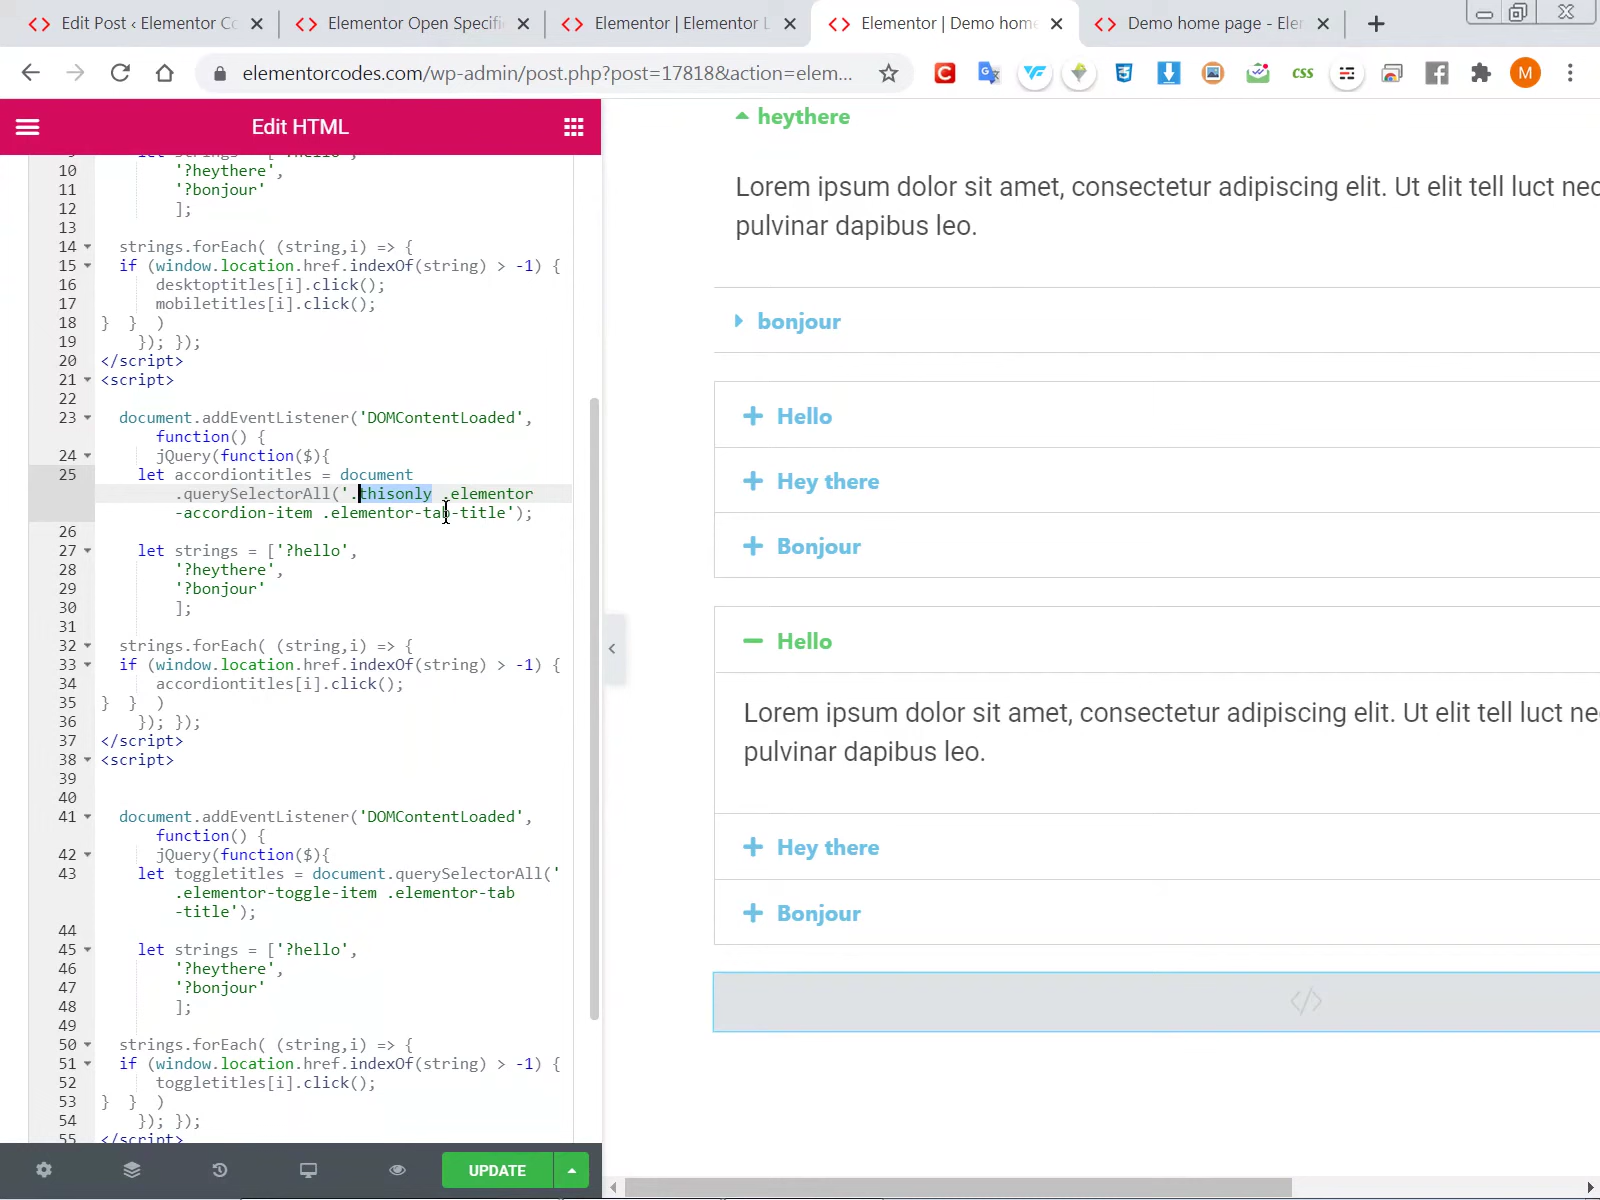 Edit Post ‹ Elementor Co
Elementor Open Specifi
Elementor | Elementor L
Elementor | Demo home
Demo home page - Eler
elementorcodes.com/wp-admin/post.php?post=17818&action=elem...
C
css
M
Edit HTML
10 '?heythere',
11 '?bonjour'
12 ];
13
14 strings.forEach( (string,i) => {
15 if (window.location.href.indexOf(string) > -1) {
16 desktoptitles[i].click();
17 mobiletitles[i].click();
18 } } )
19 }); });
20 </script>
21 <script>
22
23 document.addEventListener('DOMContentLoaded',
function() {
24 jQuery(function($){
25 let accordiontitles = document
.querySelectorAll('.thisonly .elementor
-accordion-item .elementor-tab-title');
26
27 let strings = ['?hello',
28 '?heythere',
29 '?bonjour'
30 ];
31
32 strings.forEach( (string,i) => {
33 if (window.location.href.indexOf(string) > -1) {
34 accordiontitles[i].click();
35 } } )
36 }); });
37 </script>
38 <script>
39
40
41 document.addEventListener('DOMContentLoaded',
function() {
42 jQuery(function($){
43 let toggletitles = document.querySelectorAll('
.elementor-toggle-item .elementor-tab
-title');
44
45 let strings = ['?hello',
46 '?heythere',
47 '?bonjour'
48 ];
49
50 strings.forEach( (string,i) => {
51 if (window.location.href.indexOf(string) > -1) {
52 toggletitles[i].click();
53 } } )
54 }); });
55 </script>
UPDATE
heythere
Lorem ipsum dolor sit amet, consectetur adipiscing elit. Ut elit tell luct nec
pulvinar dapibus leo.
bonjour
Hello
Hey there
Bonjour
Hello
Lorem ipsum dolor sit amet, consectetur adipiscing elit. Ut elit tell luct ne
pulvinar dapibus leo.
Hey there
Bonjour